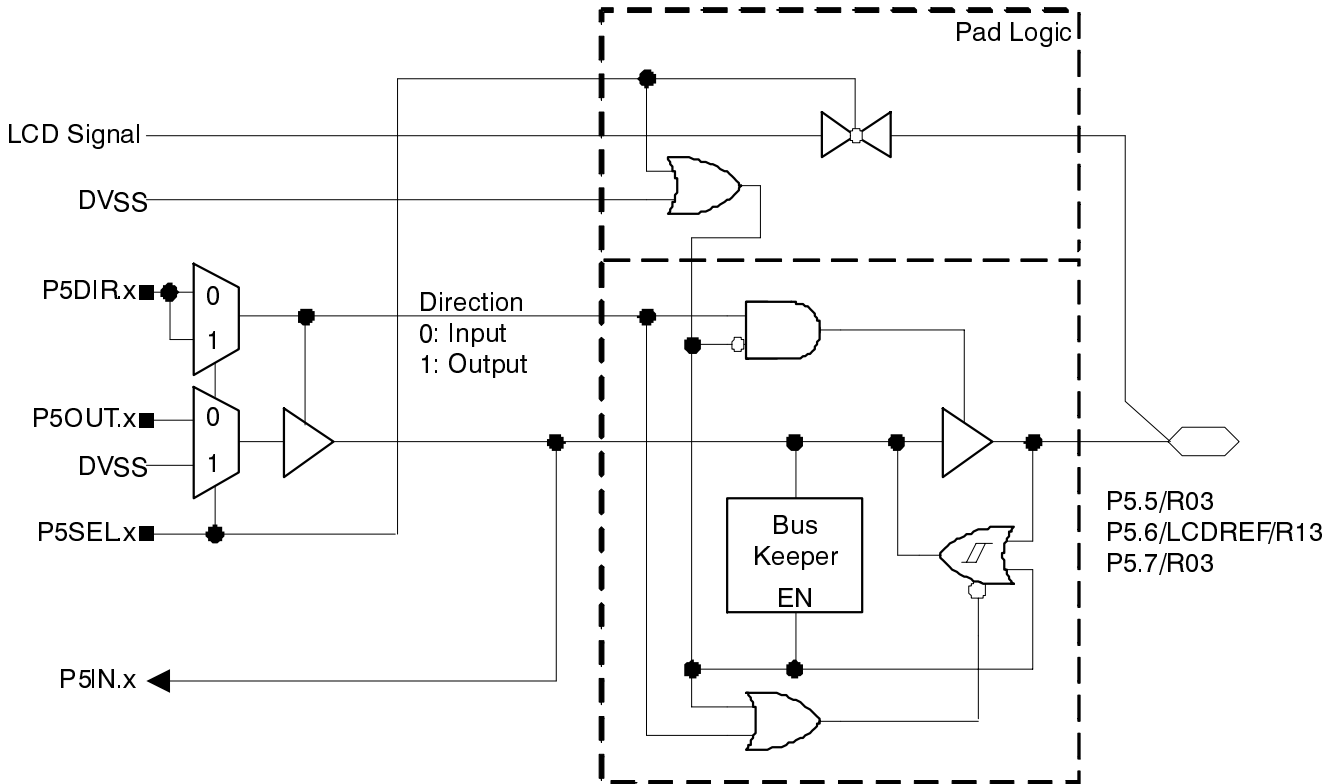 Pad Logic
LCD Signal
DVSS
P5DIR.x
0
1
Direction
0: Input
1: Output
P5OUT.x
0
DVSS
1
P5SEL.x
Bus
Keeper
EN
P5.5/R03
P5.6/LCDREF/R13
P5.7/R03
P5IN.x